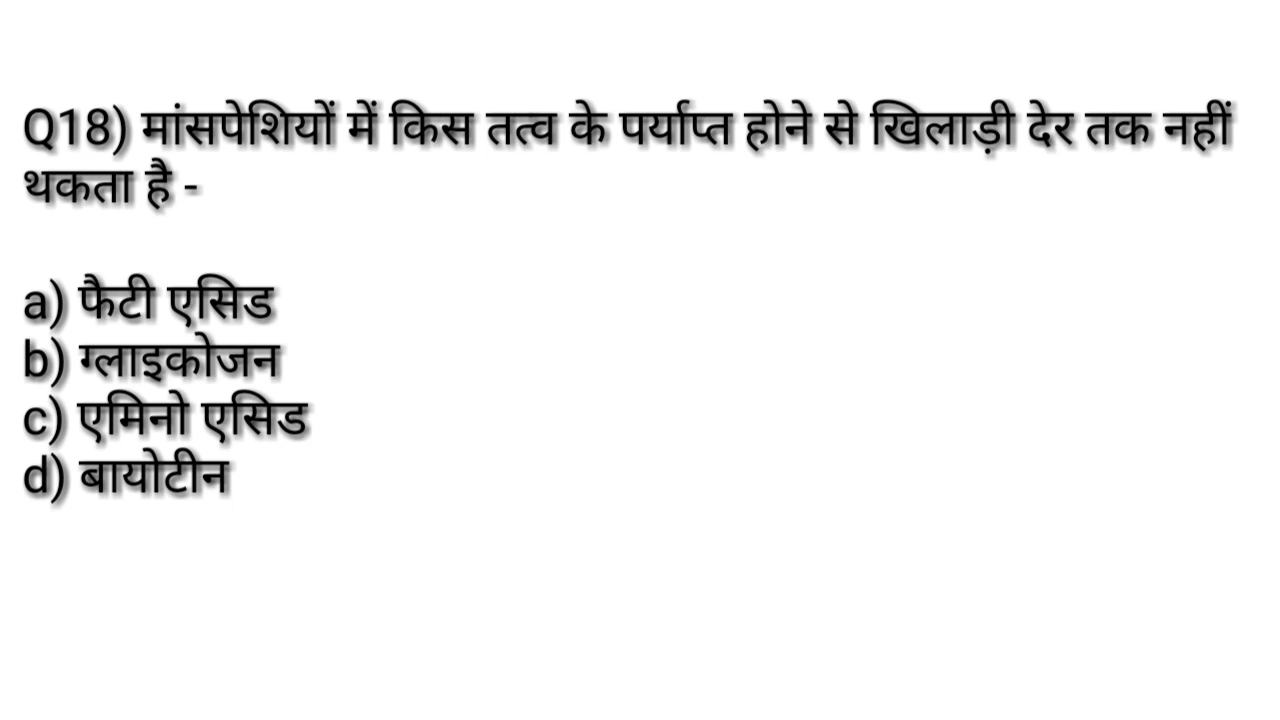 Q18) मांसपेशियों में किस तत्व के पर्याप्त होने से खिलाड़ी देर तक नहीं
थकता है -
a) फैटी एसिड
b) ग्लाइकोजन
c) एमिनो एसिड
d) बायोटीन